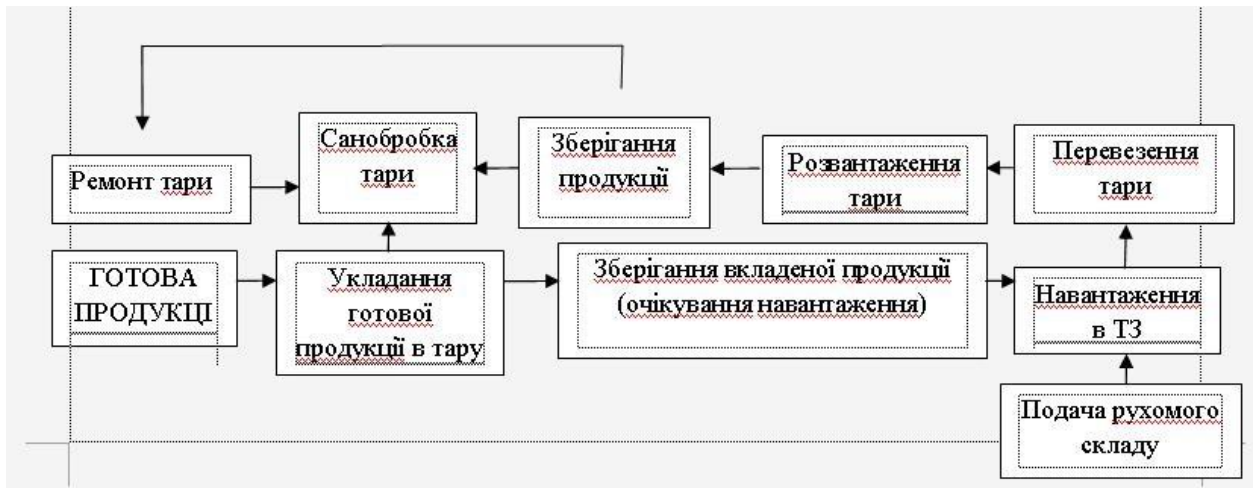 Ремонт тари
Санобробка
тари
Зберігання
продукції
Розвантаження
тари
Перевезення
тари
ГОТОВА
ПРОДУКЦІ
Укладання
готової
продукції в тару
Зберігання вкладеної продукції
(очікування навантаження)
Навантаження
в ТЗ
Подача рухомого
складу